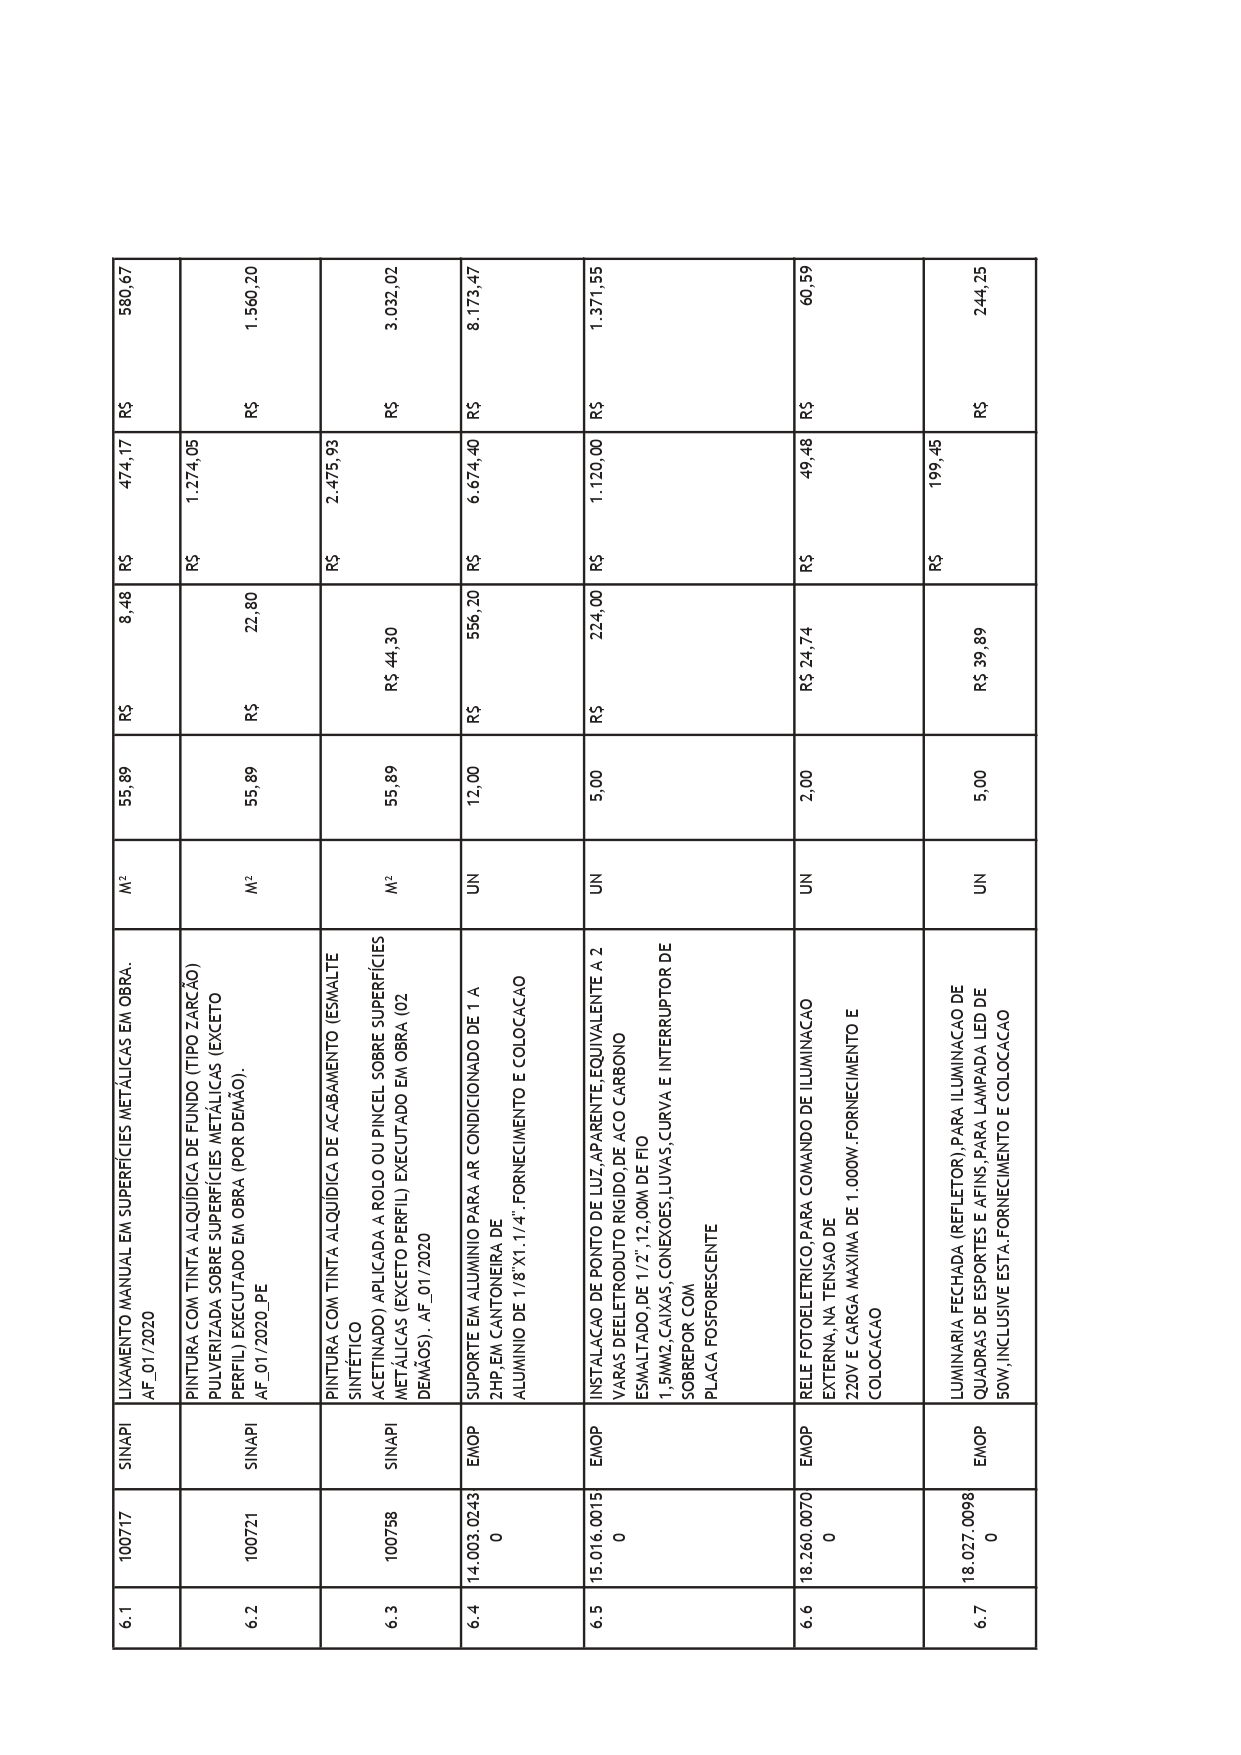 6.1 100717 SINAPI LIXAMENTO MANUAL EM SUPERFÍCIES METÁLICAS EM OBRA. M² 55,89 R$ 8,48 R$ 474,17 R$ 580,67
AF_01/2020
PINTURA COM TINTA ALQUÍDICA DE FUNDO (TIPO ZARCÃO) R$ 1.274,05
PULVERIZADA SOBRE SUPERFÍCIES METÁLICAS (EXCETO
6.2 100721 SINAPI PERFIL) EXECUTADO EM OBRA (POR DEMÃO). M² 55,89 R$ 22,80 R$ 1.560,20
AF_01/2020_PE
PINTURA COM TINTA ALQUÍDICA DE ACABAMENTO (ESMALTE R$ 2.475,93
SINTÉTICO
6.3 100758 SINAPI ACETINADO) APLICADA A ROLO OU PINCEL SOBRE SUPERFÍCIES M² 55,89 R$ 44,30 R$ 3.032,02
METÁLICAS (EXCETO PERFIL) EXECUTADO EM OBRA (02
DEMÃOS). AF_01/2020
6.4 14.003.0243- EMOP SUPORTE EM ALUMINIO PARA AR CONDICIONADO DE 1 A UN 12,00 R$ 556,20 R$ 6.674,40 R$ 8.173,47
0 2HP,EM CANTONEIRA DE
ALUMINIO DE 1/8"X1.1/4".FORNECIMENTO E COLOCACAO
6.5 15.016.0015- EMOP INSTALACAO DE PONTO DE LUZ,APARENTE,EQUIVALENTE A 2 UN 5,00 R$ 224,00 R$ 1.120,00 R$ 1.371,55
0 VARAS DEELETRODUTO RIGIDO,DE ACO CARBONO
ESMALTADO,DE 1/2",12,00M DE FIO
1,5MM2,CAIXAS,CONEXOES,LUVAS,CURVA E INTERRUPTOR DE
SOBREPOR COM
PLACA FOSFORESCENTE
6.6 18.260.0070- EMOP RELE FOTOELETRICO,PARA COMANDO DE ILUMINACAO UN 2,00 R$ 24,74 R$ 49,48 R$ 60,59
0 EXTERNA,NA TENSAO DE
220V E CARGA MAXIMA DE 1.000W.FORNECIMENTO E
COLOCACAO
R$ 199,45
18.027.0098- LUMINARIA FECHADA (REFLETOR),PARA ILUMINACAO DE
6.7 0 EMOP QUADRAS DE ESPORTES E AFINS,PARA LAMPADA LED DE UN 5,00 R$ 39,89 R$ 244,25
50W,INCLUSIVE ESTA.FORNECIMENTO E COLOCACAO